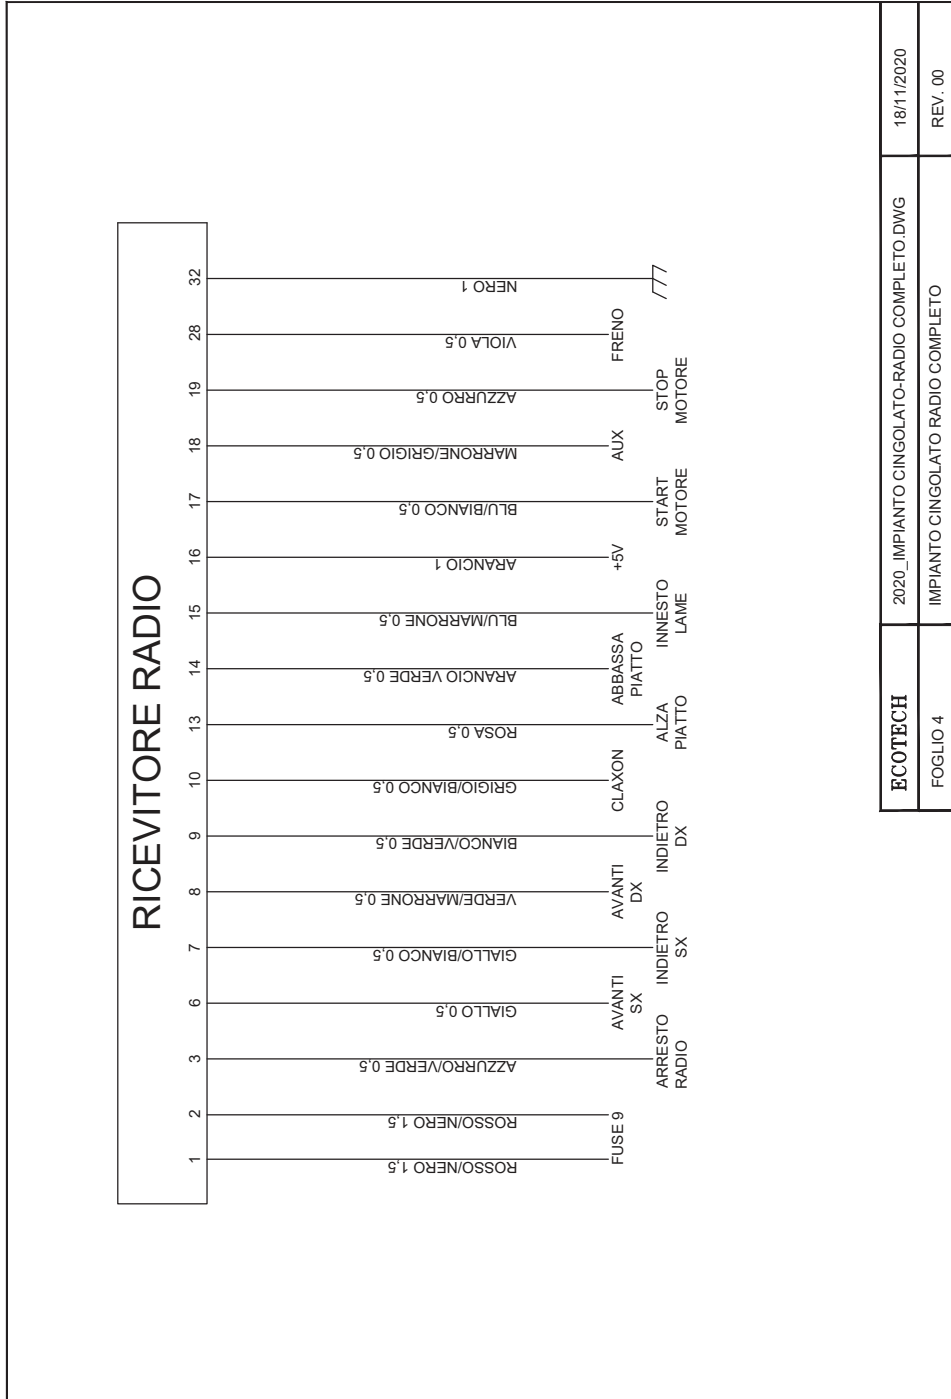 RICEVITORE RADIO
1
2
3
6
7
8
9
10
13
14
15
16
17
18
19
28
32
ROSSO/NERO 1,5
ROSSO/NERO 1,5
AZZURRO/VERDE 0,5
GIALLO 0,5
GIALLO/BIANCO 0,5
VERDE/MARRONE 0,5
BIANCO/VERDE 0,5
GRIGIO/BIANCO 0,5
ROSA 0,5
ARANCIO VERDE 0,5
BLU/MARRONE 0,5
ARANCIO 1
BLU/BIANCO 0,5
MARRONE/GRIGIO 0,5
AZZURRO 0,5
VIOLA 0,5
NERO 1
FUSE 9
ARRESTO
RADIO
AVANTI
SX
INDIETRO
SX
AVANTI
DX
INDIETRO
DX
CLAXON
ALZA
PIATTO
ABBASSA
PIATTO
INNESTO
LAME
+5V
START
MOTORE
AUX
STOP
MOTORE
FRENO
ECOTECH
2020_IMPIANTO CINGOLATO-RADIO COMPLETO.DWG
18/11/2020
FOGLIO 4
IMPIANTO CINGOLATO RADIO COMPLETO
REV. 00